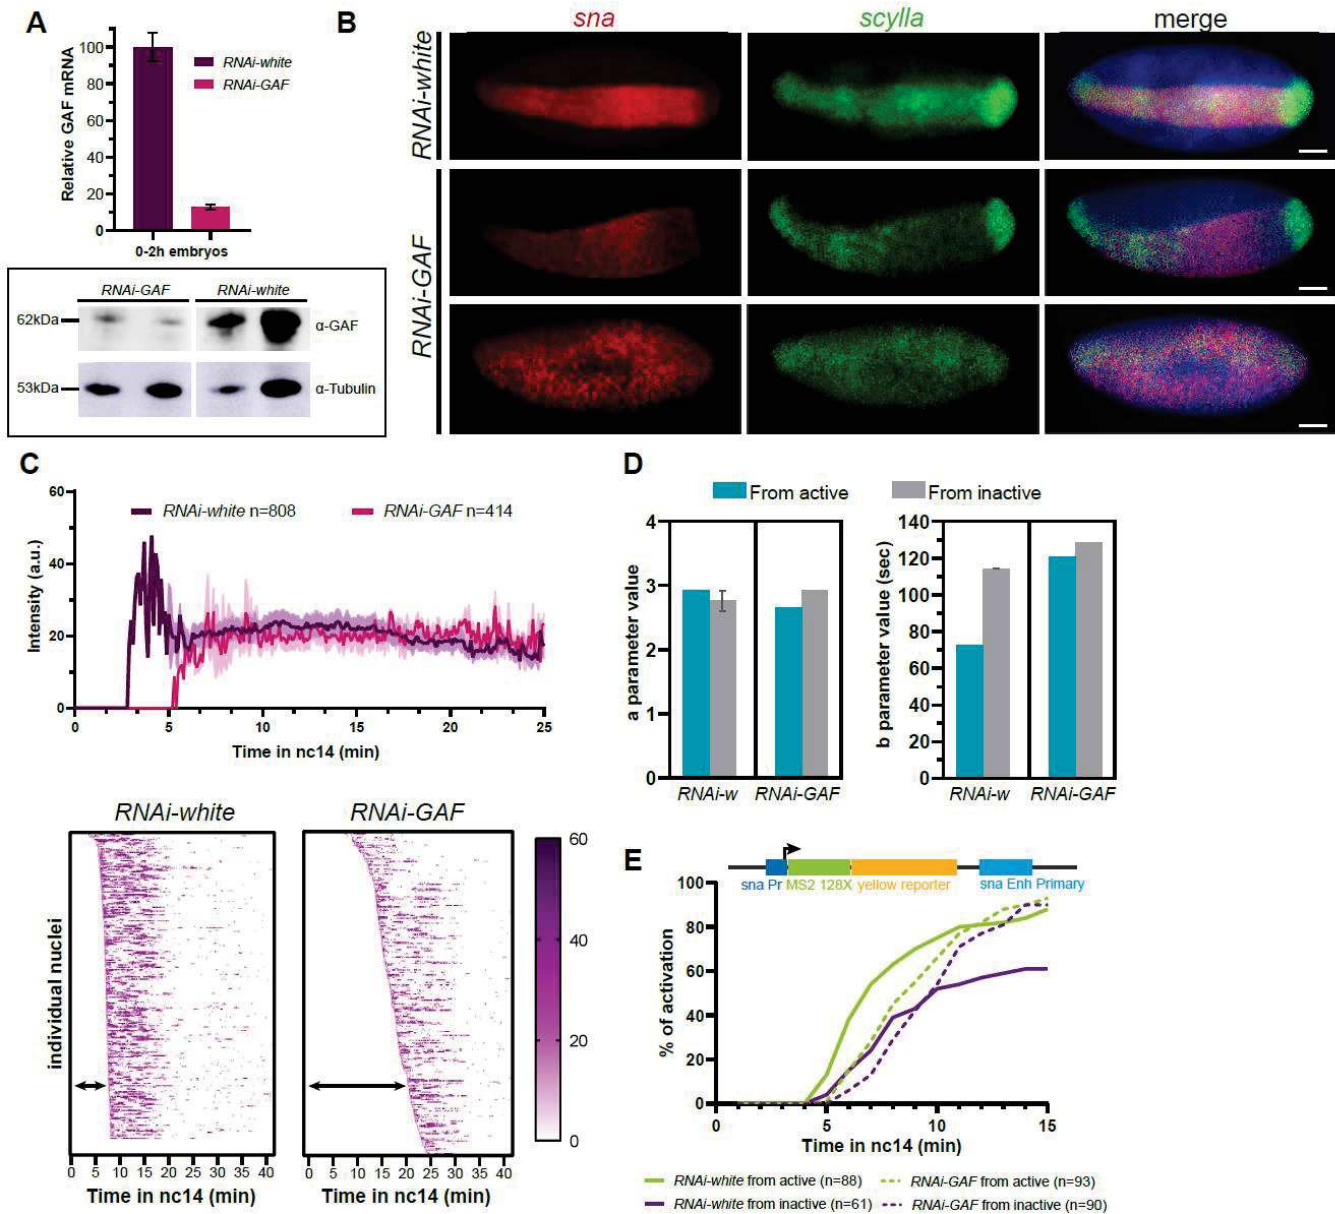 A
Relative GAF mRNA
100
80
60
40
20
0
RNAi-white
RNAi-GAF
0-2h embryos
RNAi-GAF RNAi-white
62kDa
α-GAF
53kDa
α-Tubulin
B
sna scylla merge
RNAi-white
RNAi-GAF
C
Intensity (a.u.)
60
40
20
0
RNAi-white n=808 RNAi-GAF n=414
0 5 10 15 20 25
Time in nc14 (min)
RNAi-white RNAi-GAF
individual nuclei
60
40
20
0
0 5 10 15 20 25 30 35 40
0 5 10 15 20 25 30 35 40
Time in nc14 (min) Time in nc14 (min)
D
From active From inactive
a parameter value
4
3
2
1
0
RNAi-w RNAi-GAF
b parameter value (sec)
140
120
100
80
60
40
20
0
RNAi-w RNAi-GAF
E
sna Pr MS2 128X yellow reporter sna Enh Primary
% of activation
100
80
60
40
20
0
0 5 10 15
Time in nc14 (min)
RNAi-white from active (n=88) RNAi-GAF from active (n=93)
RNAi-white from inactive (n=61) RNAi-GAF from inactive (n=90)